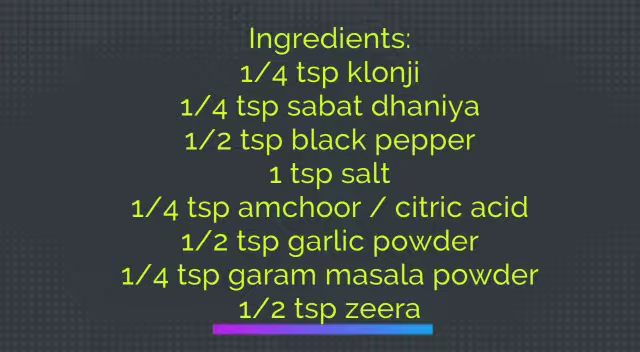 Ingredients:
1/4 tsp klonji
1/4 tsp sabat dhaniya
1/2 tsp black pepper
1 tsp salt
1/4 tsp amchoor / citric acid
1/2 tsp garlic powder
1/4 tsp garam masala powder
1/2 tsp zeera